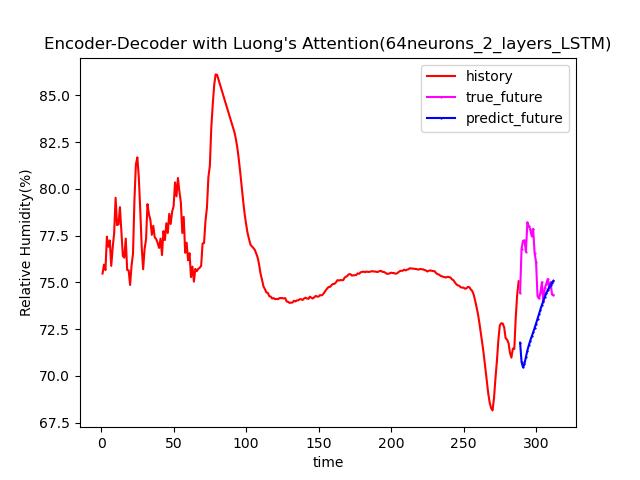 Encoder-Decoder with Luong's Attention(64neurons_2_layers_LSTM)
history
true_future
predict_future
85.0
82.5
80.0
77.5
75.0
72.5
70.0
67.5
Relative Humidity(%)
0 50 100 150 200 250 300
time